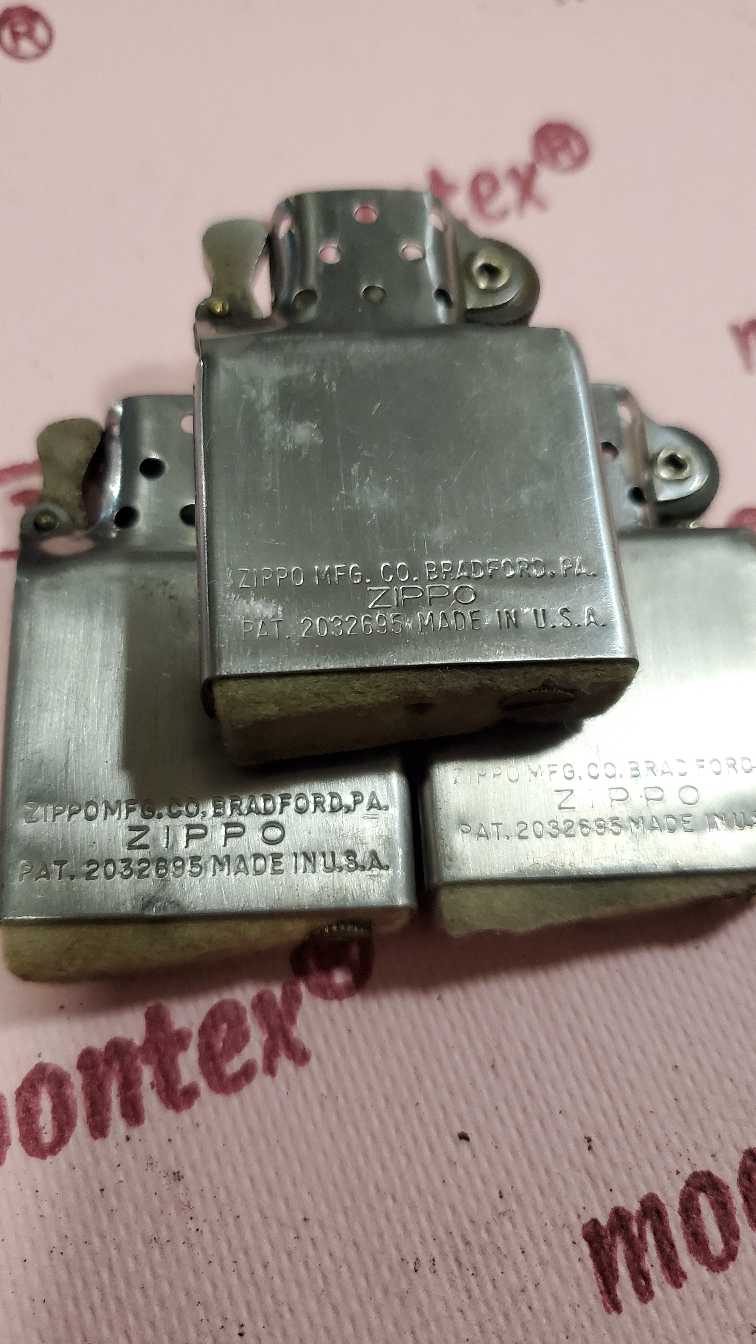 ®
tex®
ZIPPO MFG. CO. BRADFORD, PA.
ZIPPO
PAT. 2032695 MADE IN U.S.A.
ZIPPO MFG. CO. BRADFORD-
ZIPPO
PAT. 2032695 MADE IN U.S.
ZIPPO MFG. CO. BRADFORD, PA.
ZIPPO
PAT. 2032695 MADE IN U.S.A.
ontex®
moo